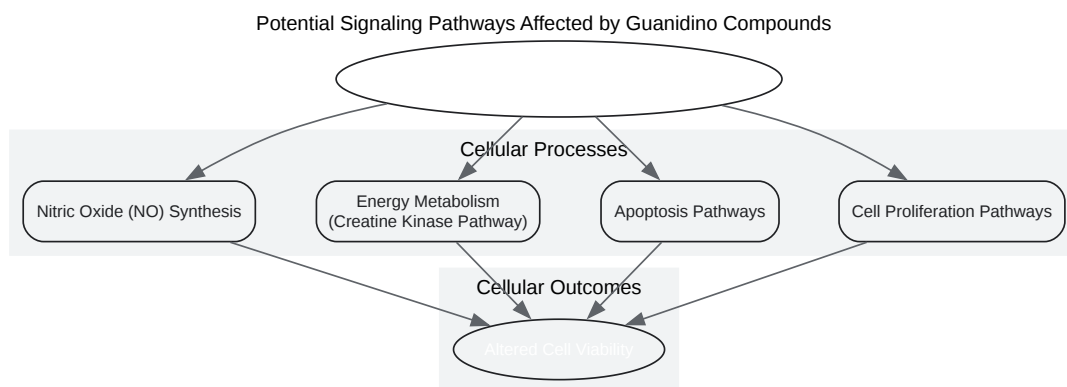 Potential Signaling Pathways Affected by Guanidino Compounds
Cellular Processes
Nitric Oxide (NO) Synthesis
Energy Metabolism
(Creatine Kinase Pathway)
Apoptosis Pathways
Cell Proliferation Pathways
Cellular Outcomes
Altered Cell Viability